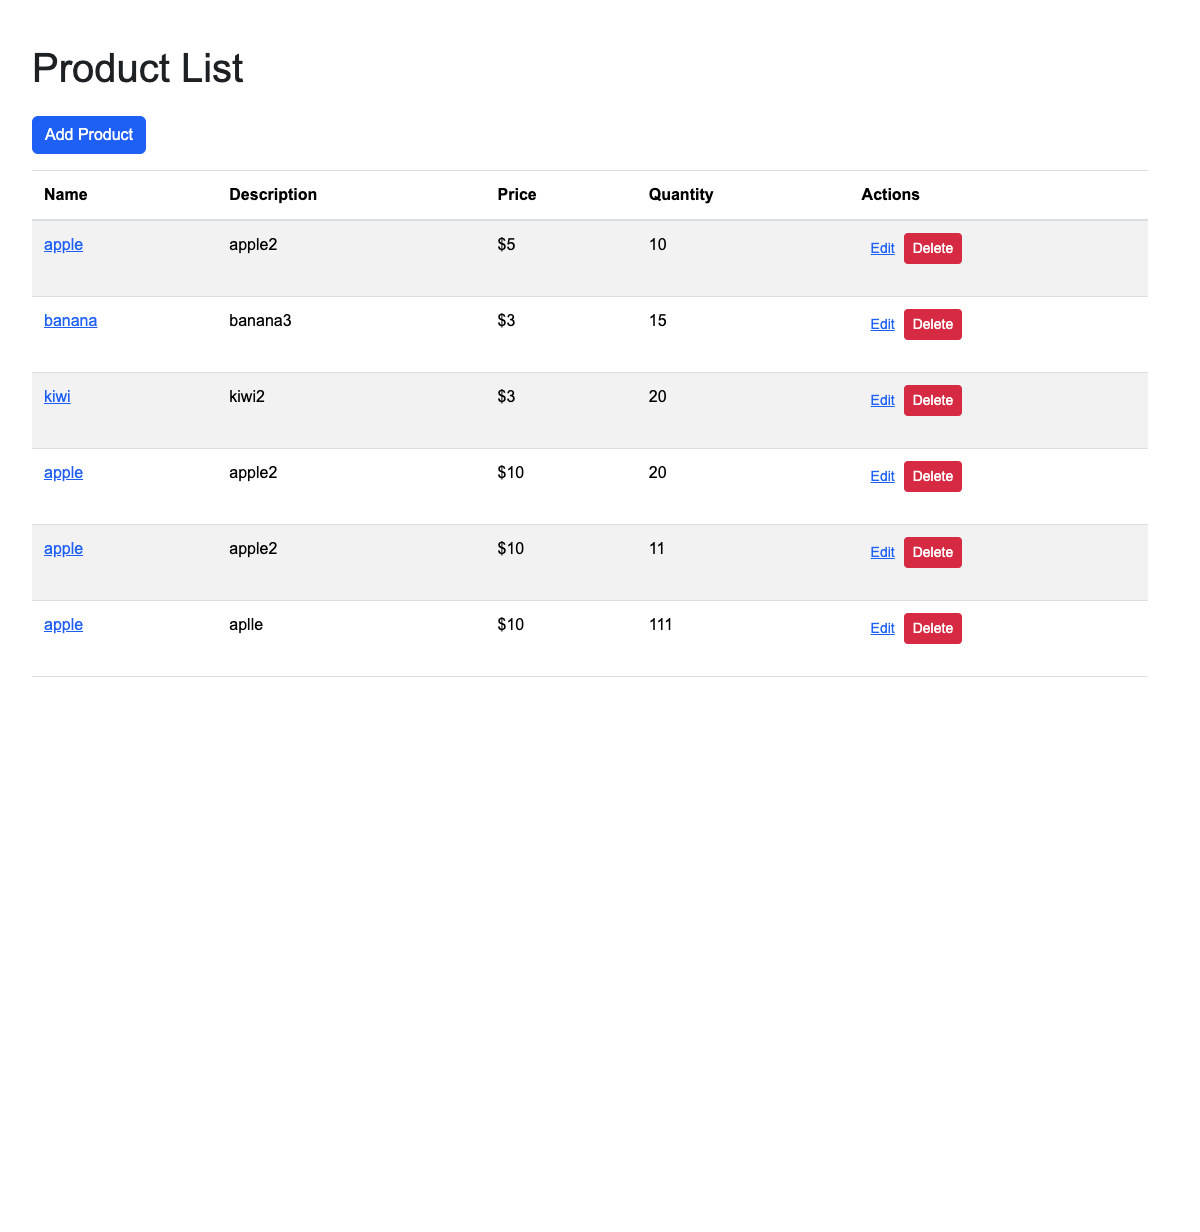 Product List
Add Product
Name Description Price Quantity Actions
apple apple2 $5 10 Edit Delete
banana banana3 $3 15 Edit Delete
kiwi kiwi2 $3 20 Edit Delete
apple apple2 $10 20 Edit Delete
apple apple2 $10 11 Edit Delete
apple aplle $10 111 Edit Delete